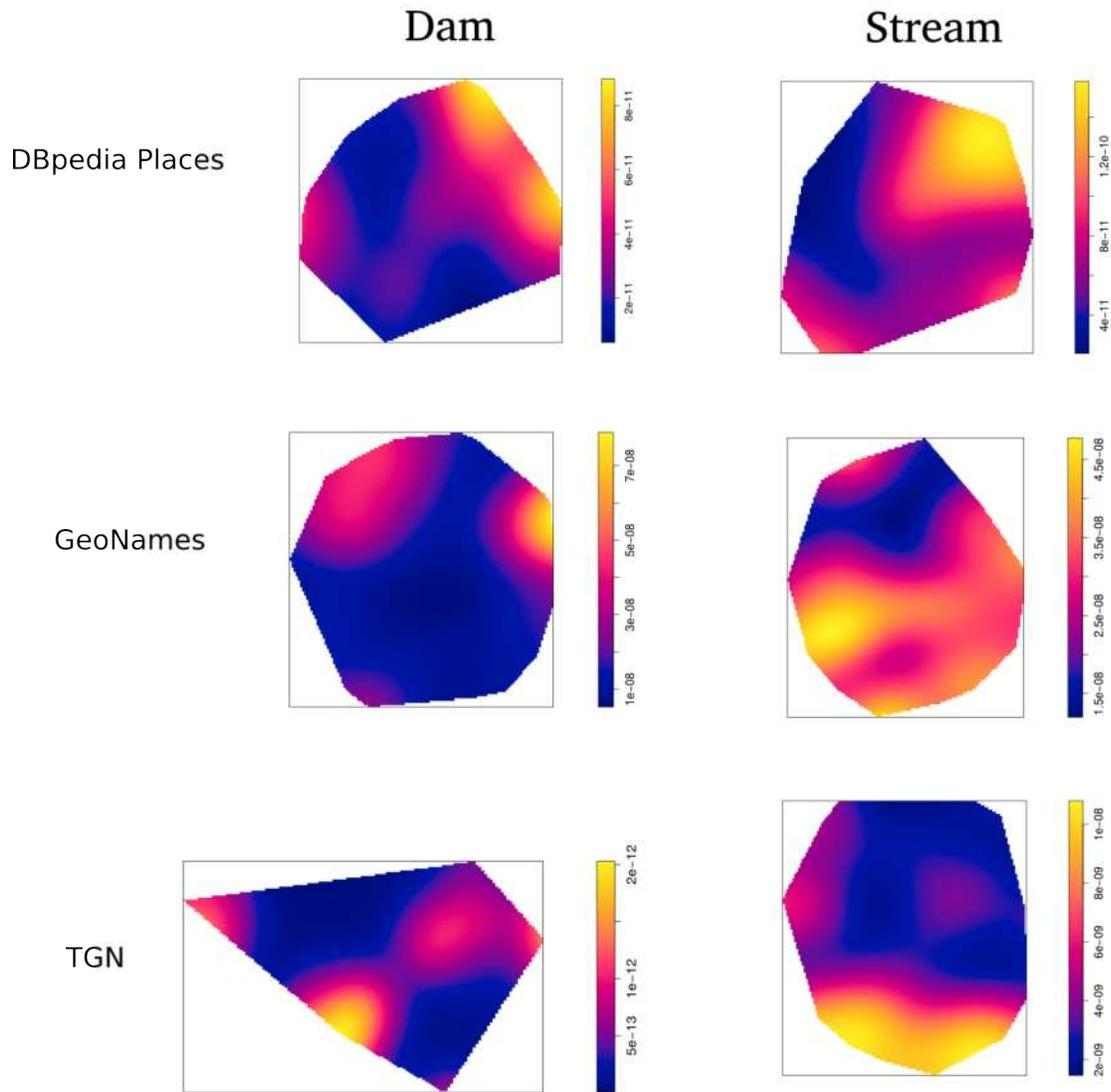 Dam
Stream
DBpedia Places
8e-11
6e-11
4e-11
2e-11
1.2e-10
8e-11
4e-11
GeoNames
7e-08
5e-08
3e-08
1e-08
4.5e-08
3.5e-08
2.5e-08
1.5e-08
TGN
2e-12
1e-12
5e-13
1e-08
8e-09
6e-09
4e-09
2e-09